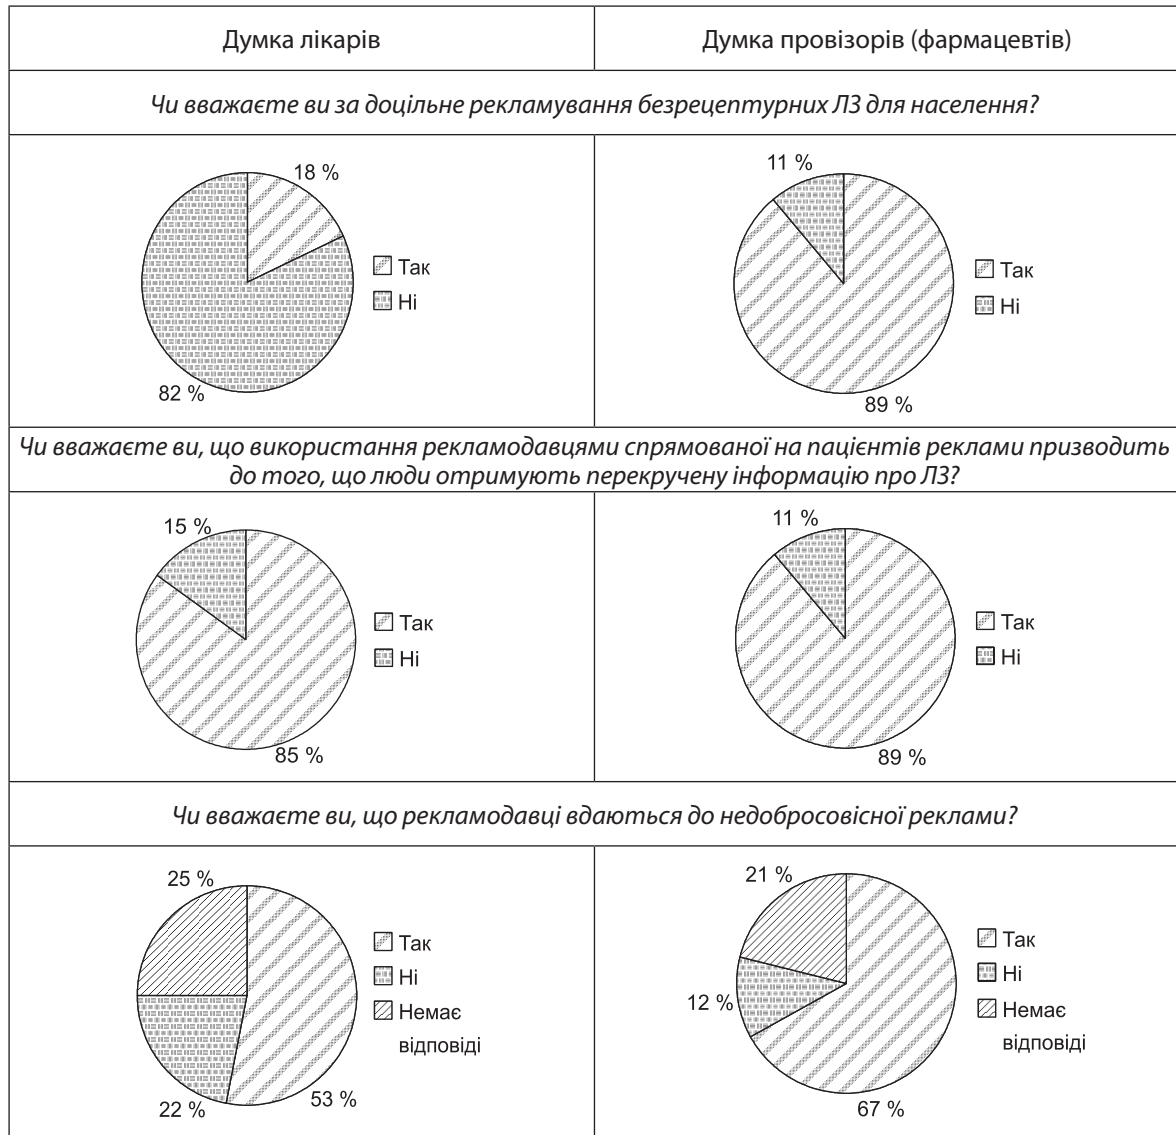 Думка лікарів
Думка провізорів (фармацевтів)
Чи вважаєте ви за доцільне рекламування безрецептурних ЛЗ для населення?
18 %
Так
Ні
82 %
11 %
Так
Ні
89 %
Чи вважаєте ви, що використання рекламодавцями спрямованої на пацієнтів реклами призводить
до того, що люди отримують перекручену інформацію про ЛЗ?
15 %
Так
Ні
85 %
11 %
Так
Ні
89 %
Чи вважаєте ви, що рекламодавці вдаються до недобросовісної реклами?
25 %
Так
Ні
Немає
відповіді
22 %
53 %
21 %
Так
Ні
12 %
Немає
відповіді
67 %